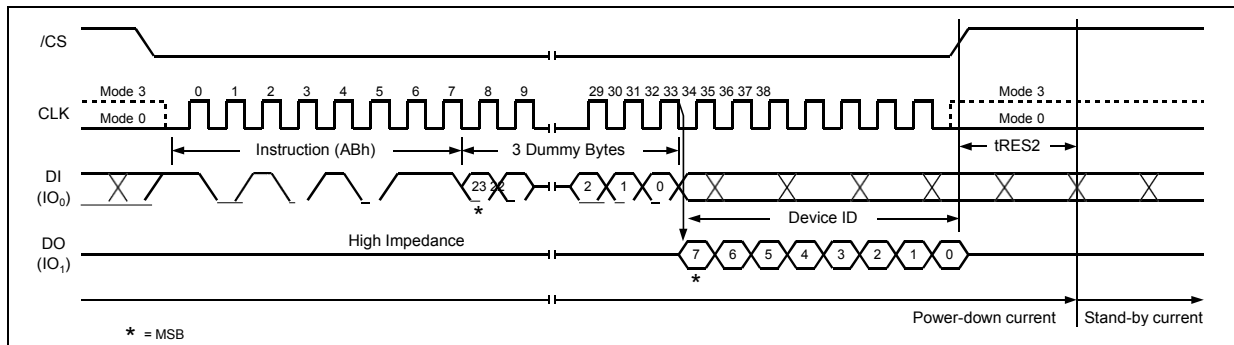 /CS
Mode 3 0 1 2 3 4 5 6 7 8 9 29 30 31 32 33 34 35 36 37 38 Mode 3
CLK
Mode 0 Mode 0
Instruction (ABh) 3 Dummy Bytes tRES2
DI
(IO0)
23 22 2 1 0
*
Device ID
DO
(IO1)
High Impedance
7 6 5 4 3 2 1 0
*
Power-down current Stand-by current
* = MSB